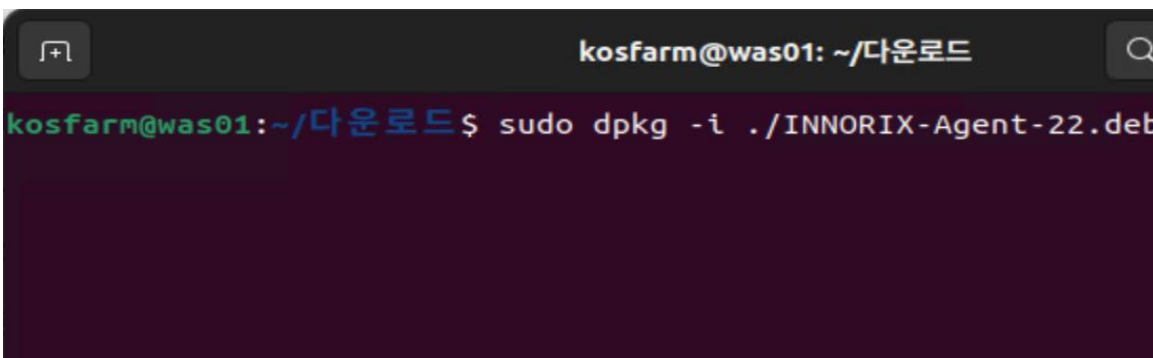 kosfarm@was01: ~/다운로드
kosfarm@was01:~/다운로드$ sudo dpkg -i ./INNORIX-Agent-22.deb